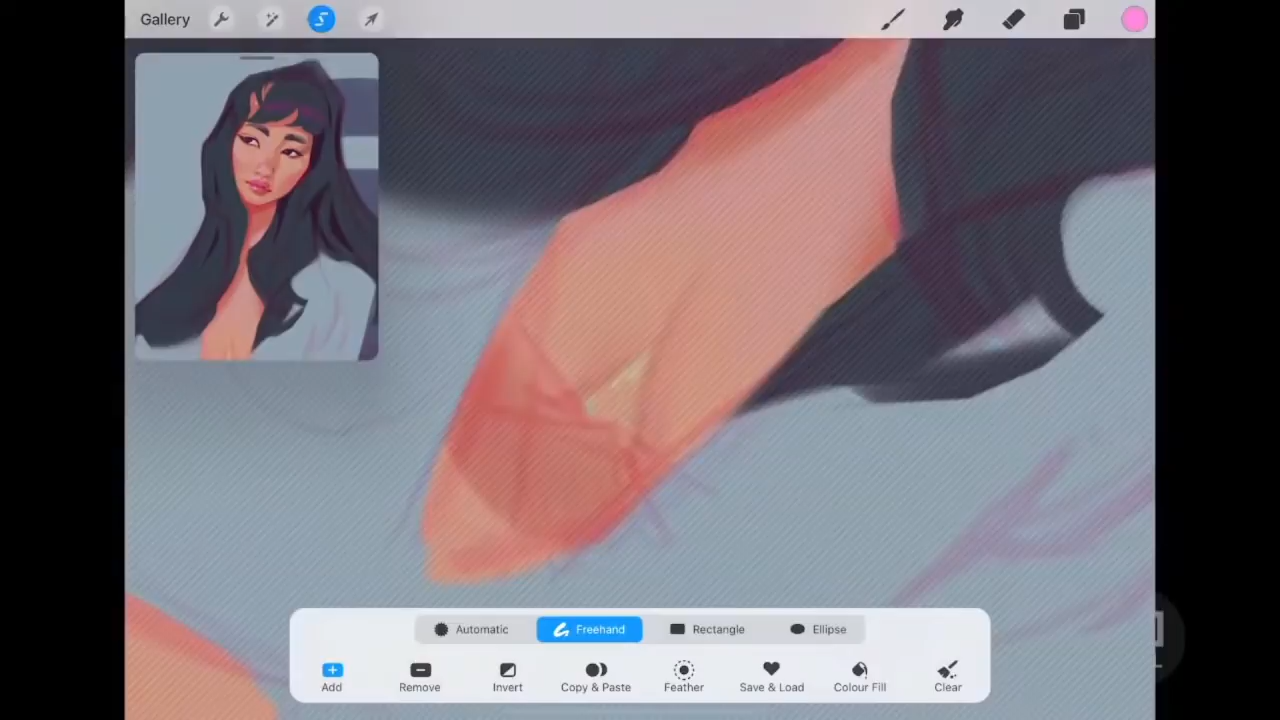 Gallery
Automatic Freehand Rectangle Ellipse
Add Remove Invert Copy & Paste Feather Save & Load Colour Fill Clear